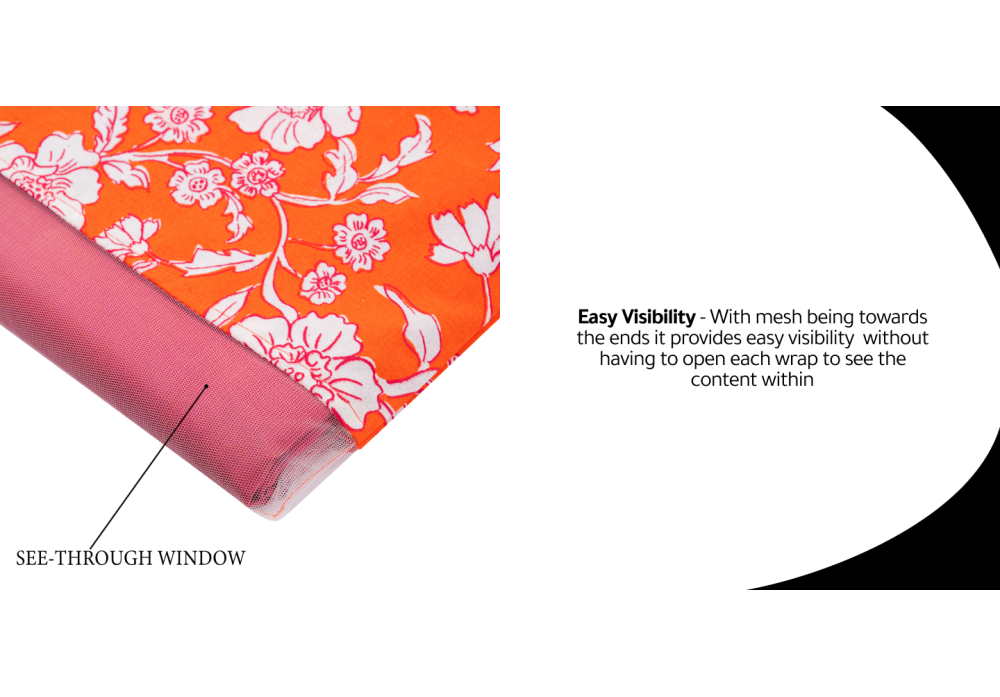 SEE-THROUGH WINDOW
Easy Visibility - With mesh being towards
the ends it provides easy visibility  without
having to open each wrap to see the
content within